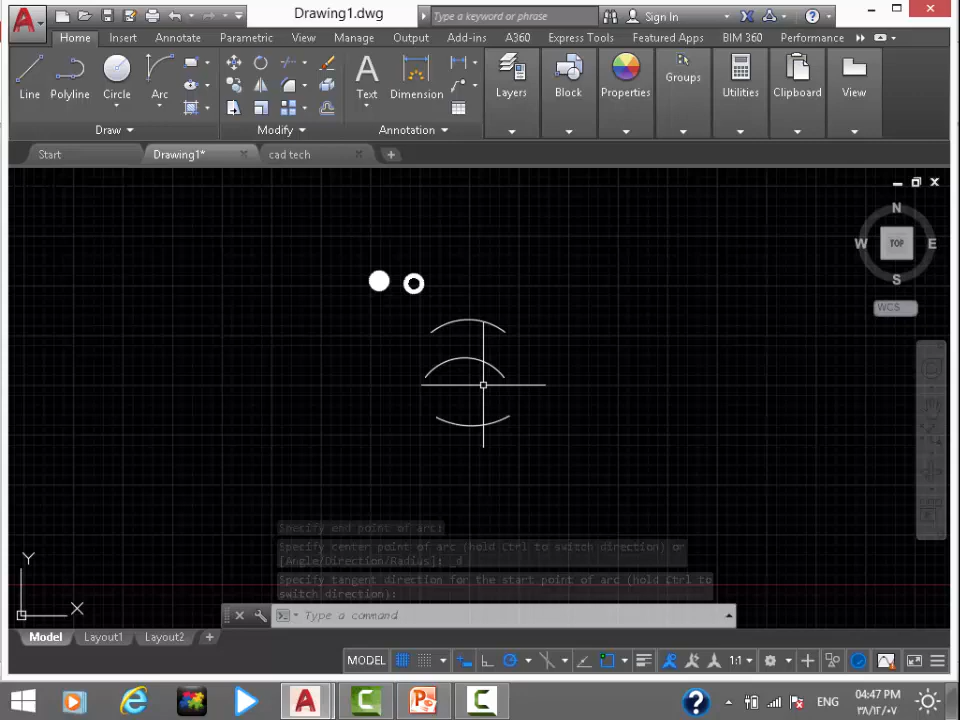 Drawing1.dwg
Type a keyword or phrase
Sign In
Home Insert Annotate Parametric View Manage Output Add-ins A360 Express Tools Featured Apps BIM 360 Performance
Line Polyline Circle Arc Text Dimension Layers Block Properties Groups Utilities Clipboard View
Draw Modify Annotation
Start Drawing1* cad tech
N
W TOP E
S
WCS
Specify end point of arc:
Specify center point of arc (hold Ctrl to switch direction) or
[Angle/Direction/Radius]: _d
Specify tangent direction for the start point of arc (hold Ctrl to
switch direction):
Y
X
Type a command
Model Layout1 Layout2 +
MODEL 1:1
ENG 04:47 PM
٣٨/١٢/٠٧